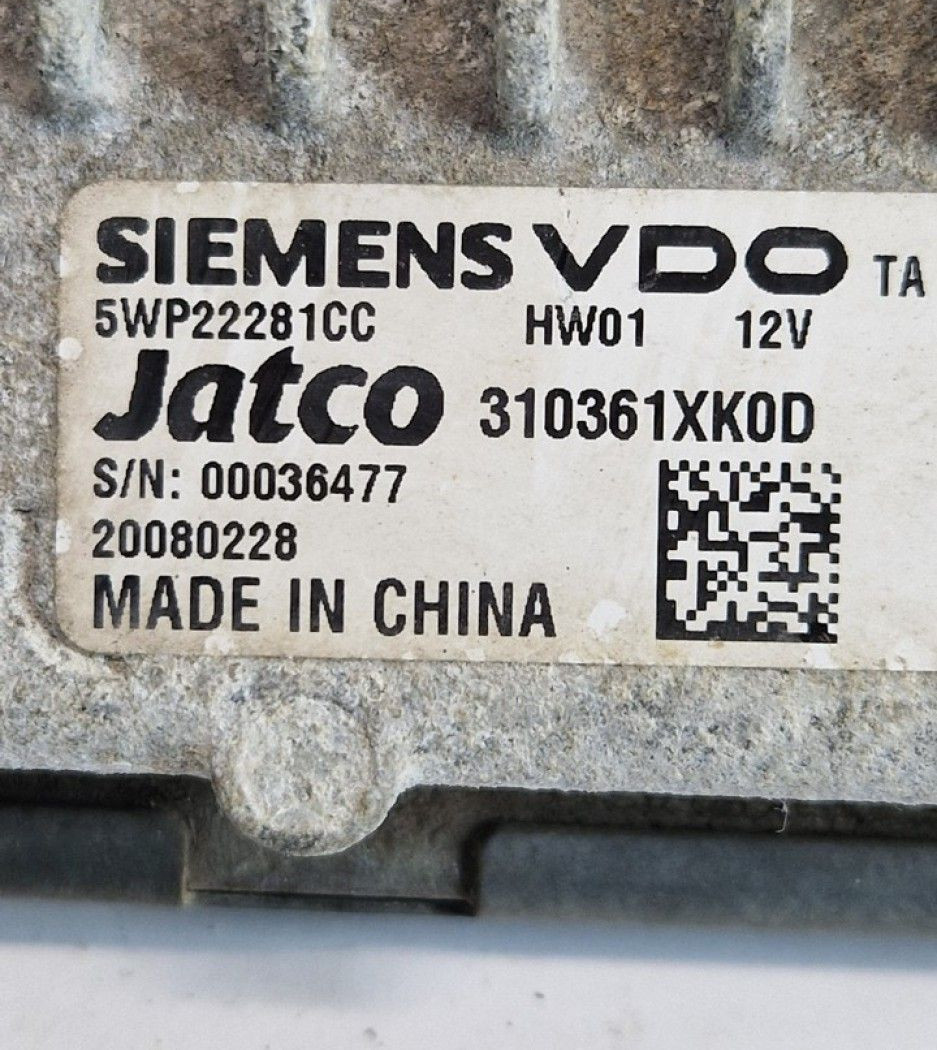 SIEMENS VDO TA
5WP22281CC HW01 12V
Jatco 310361XK0D
S/N: 00036477
20080228
MADE IN CHINA